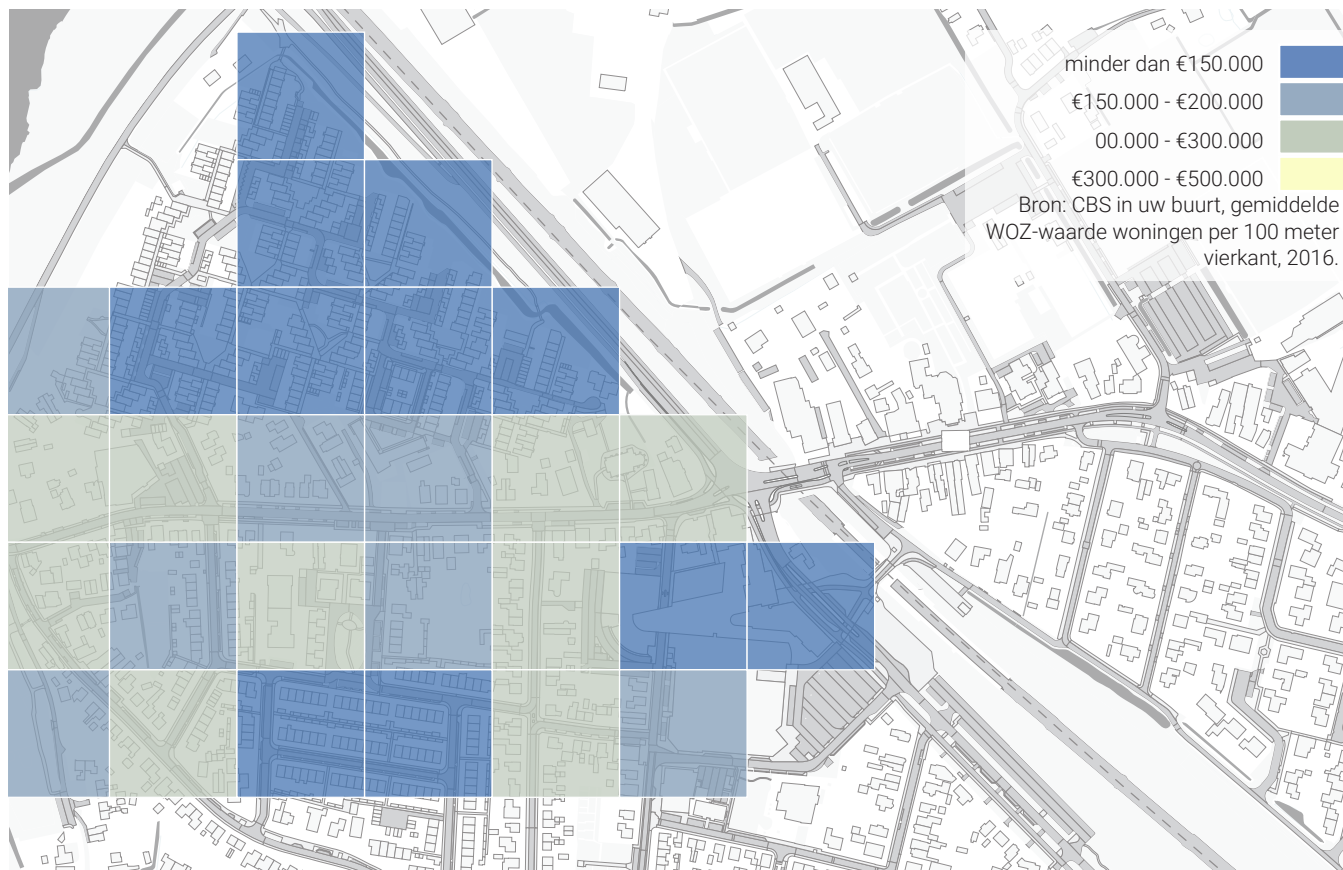 minder dan €150.000
€150.000 - €200.000
00.000 - €300.000
€300.000 - €500.000
Bron: CBS in uw buurt, gemiddelde
WOZ-waarde woningen per 100 meter
vierkant, 2016.